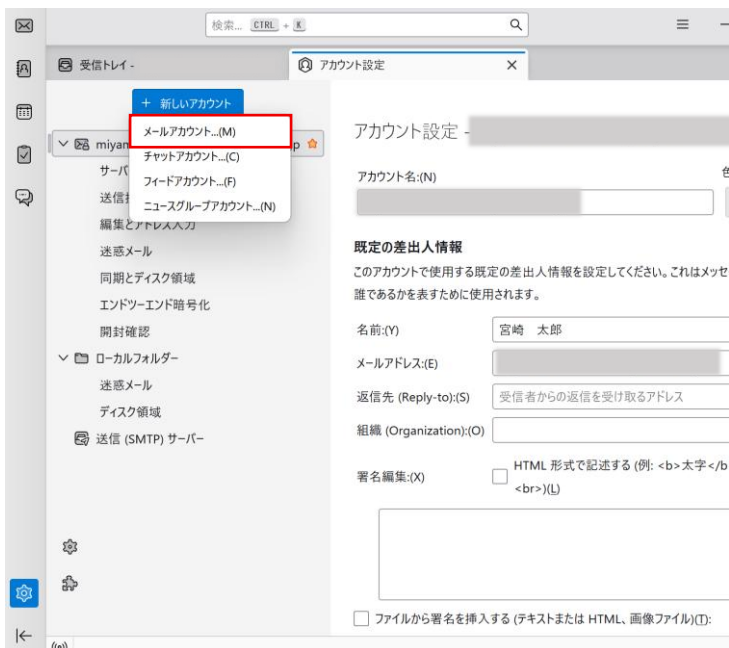 検索... CTRL + K
受信トレイ -
アカウント設定
+ 新しいアカウント
メールアカウント...(M)
チャットアカウント...(C)
フィードアカウント...(F)
ニュースグループアカウント...(N)
miyam
p
サーバ
送信
編集とアドレス入力
迷惑メール
同期とディスク領域
エンドツーエンド暗号化
開封確認
ローカルフォルダー
迷惑メール
ディスク領域
送信 (SMTP) サーバー
アカウント設定 -
アカウント名:(N)
既定の差出人情報
このアカウントで使用する既定の差出人情報を設定してください。これはメッセ
誰であるかを表すために使用されます。
名前:(Y) 宮崎 太郎
メールアドレス:(E)
返信先 (Reply-to):(S) 受信者からの返信を受け取るアドレス
組織 (Organization):(O)
署名編集:(X)
HTML 形式で記述する (例: <b>太字</b
<br>)(L)
ファイルから署名を挿入する (テキストまたは HTML、画像ファイル)(T):